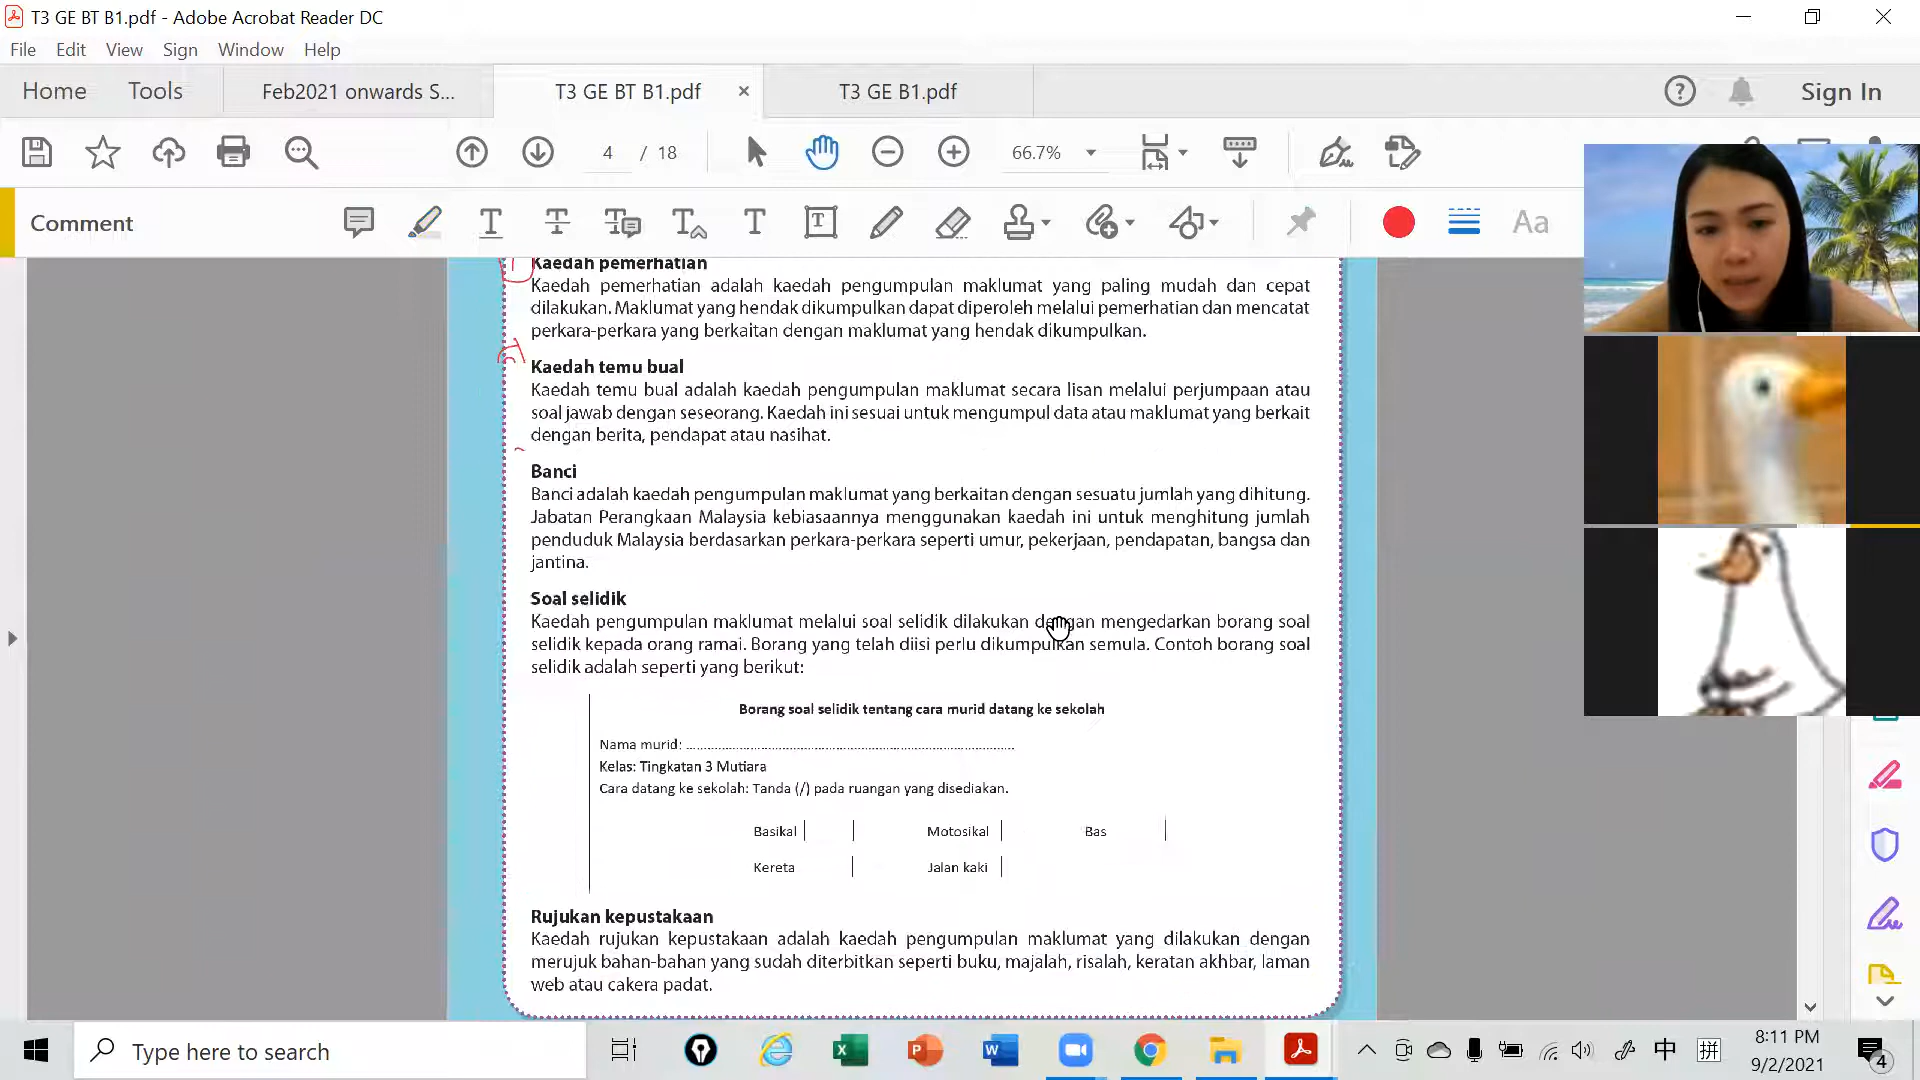 T3 GE BT B1.pdf - Adobe Acrobat Reader DC
File Edit View Sign Window Help
Home Tools Feb2021 onwards S... T3 GE BT B1.pdf × T3 GE B1.pdf Sign In
4 / 18 66.7%
Comment
Aa
Kaedah pemerhatian
Kaedah pemerhatian adalah kaedah pengumpulan maklumat yang paling mudah dan cepat
dilakukan. Maklumat yang hendak dikumpulkan dapat diperoleh melalui pemerhatian dan mencatat
perkara-perkara yang berkaitan dengan maklumat yang hendak dikumpulkan.
Kaedah temu bual
Kaedah temu bual adalah kaedah pengumpulan maklumat secara lisan melalui perjumpaan atau
soal jawab dengan seseorang. Kaedah ini sesuai untuk mengumpul data atau maklumat yang berkait
dengan berita, pendapat atau nasihat.
Banci
Banci adalah kaedah pengumpulan maklumat yang berkaitan dengan sesuatu jumlah yang dihitung.
Jabatan Perangkaan Malaysia kebiasaannya menggunakan kaedah ini untuk menghitung jumlah
penduduk Malaysia berdasarkan perkara-perkara seperti umur, pekerjaan, pendapatan, bangsa dan
jantina.
Soal selidik
Kaedah pengumpulan maklumat melalui soal selidik dilakukan dengan mengedarkan borang soal
selidik kepada orang ramai. Borang yang telah diisi perlu dikumpulkan semula. Contoh borang soal
selidik adalah seperti yang berikut:
Borang soal selidik tentang cara murid datang ke sekolah
Nama murid: ................................................................................
Kelas: Tingkatan 3 Mutiara
Cara datang ke sekolah: Tanda (/) pada ruangan yang disediakan.
Basikal Motosikal Bas
Kereta Jalan kaki
Rujukan kepustakaan
Kaedah rujukan kepustakaan adalah kaedah pengumpulan maklumat yang dilakukan dengan
merujuk bahan-bahan yang sudah diterbitkan seperti buku, majalah, risalah, keratan akhbar, laman
web atau cakera padat.
Type here to search
中 拼
8:11 PM
9/2/2021
4